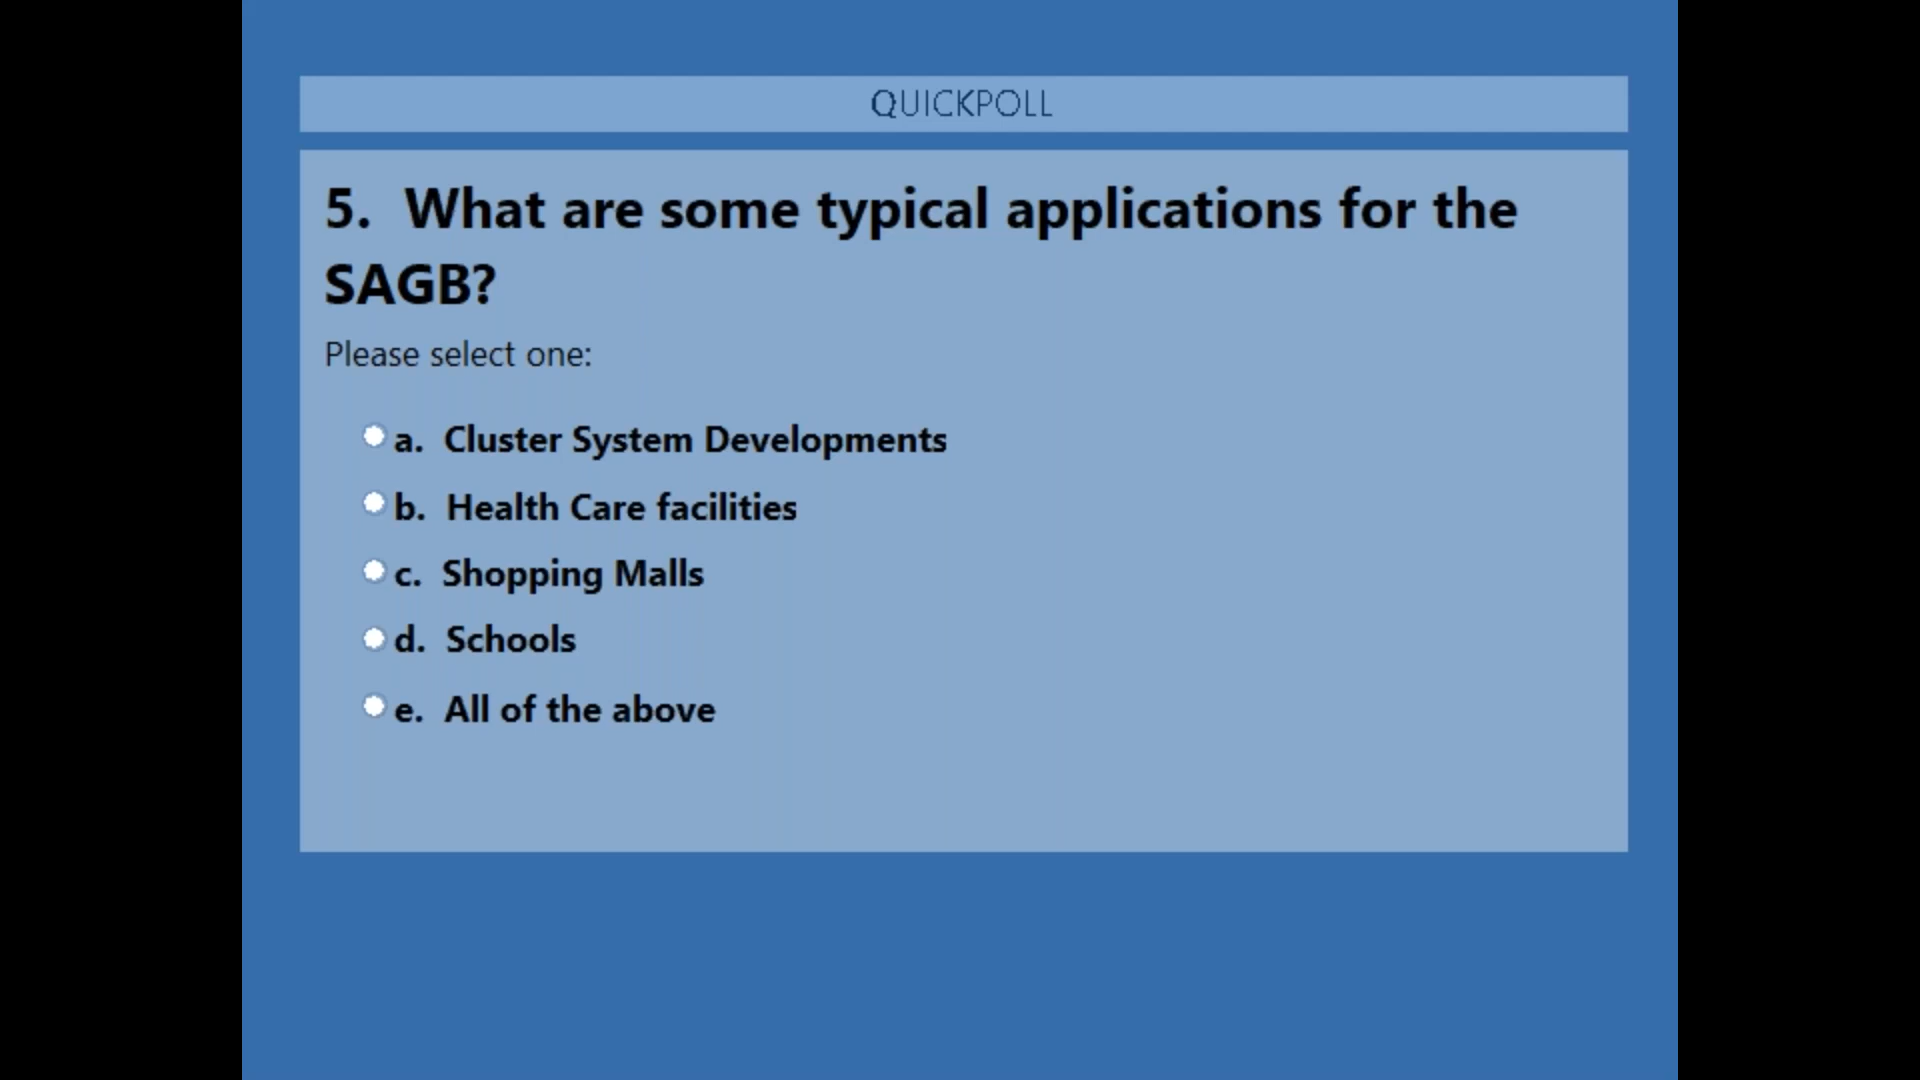 QUICKPOLL
5. What are some typical applications for the
SAGB?
Please select one:
a. Cluster System Developments
b. Health Care facilities
c. Shopping Malls
d. Schools
e. All of the above